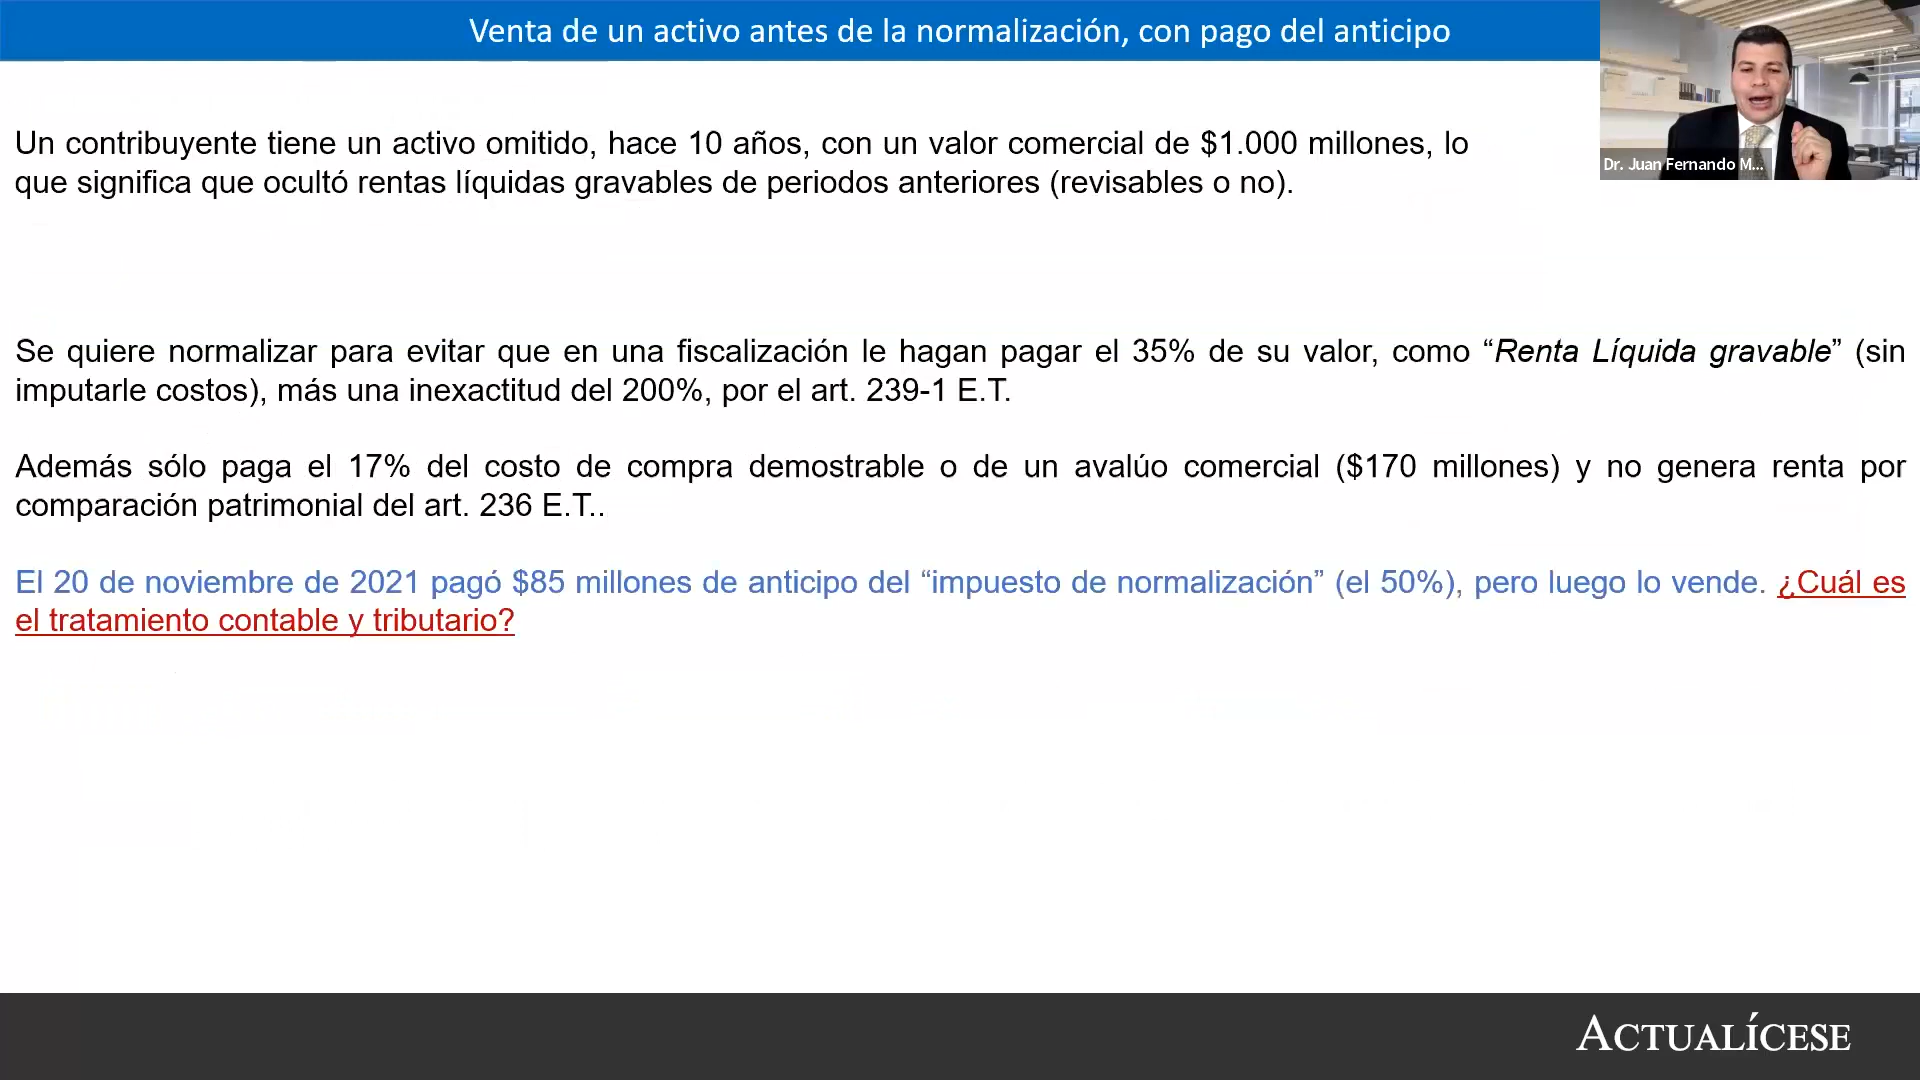 Venta de un activo antes de la normalización, con pago del anticipo
Dr. Juan Fernando M...
Un contribuyente tiene un activo omitido, hace 10 años, con un valor comercial de $1.000 millones, lo
que significa que ocultó rentas líquidas gravables de periodos anteriores (revisables o no).
Se quiere normalizar para evitar que en una fiscalización le hagan pagar el 35% de su valor, como “Renta Líquida gravable” (sin
imputarle costos), más una inexactitud del 200%, por el art. 239-1 E.T.
Además sólo paga el 17% del costo de compra demostrable o de un avalúo comercial ($170 millones) y no genera renta por
comparación patrimonial del art. 236 E.T..
El 20 de noviembre de 2021 pagó $85 millones de anticipo del “impuesto de normalización” (el 50%), pero luego lo vende. ¿Cuál es
el tratamiento contable y tributario?
ACTUALÍCESE